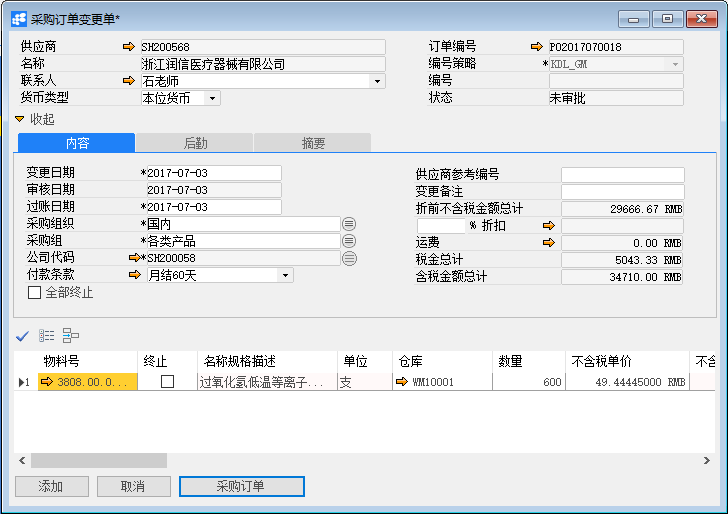 采购订单变更单*
供应商 SH200568 订单编号 PO2017070018
名称 浙江润信医疗器械有限公司 编号策略 *KDL_GM
联系人 石老师 编号
货币类型 本位货币 状态 未审批
收起
内容 后勤 摘要
变更日期 *2017-07-03 供应商参考编号
审核日期 2017-07-03 变更备注
过账日期 *2017-07-03 折前不含税金额总计 29666.67 RMB
采购组织 *国内 % 折扣
采购组 *各类产品 运费 0.00 RMB
公司代码 *SH200058 税金总计 5043.33 RMB
付款条款 月结60天 含税金额总计 34710.00 RMB
全部终止
物料号 终止 名称规格描述 单位 仓库 数量 不含税单价 不含
1 3808.00.0... 过氧化氢低温等离子... 支 WM10001 600 49.44445000 RMB
添加 取消 采购订单